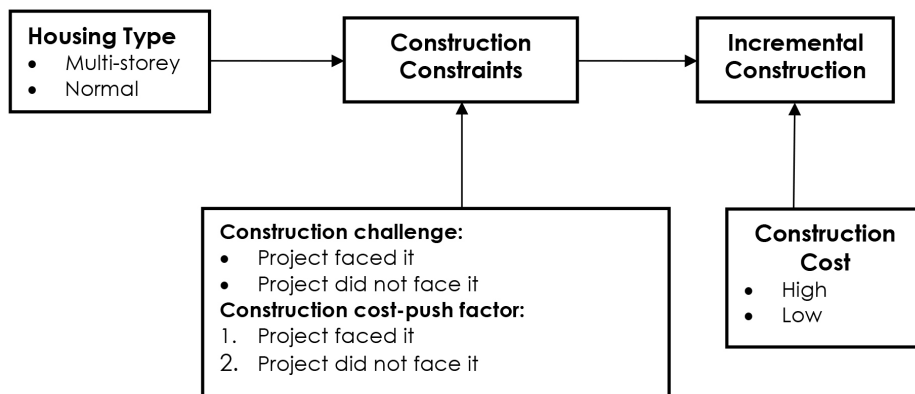 Housing Type
• Multi-storey
• Normal
Construction
Constraints
Incremental
Construction
Construction challenge:
• Project faced it
• Project did not face it
Construction cost-push factor:
1. Project faced it
2. Project did not face it
Construction
Cost
• High
• Low